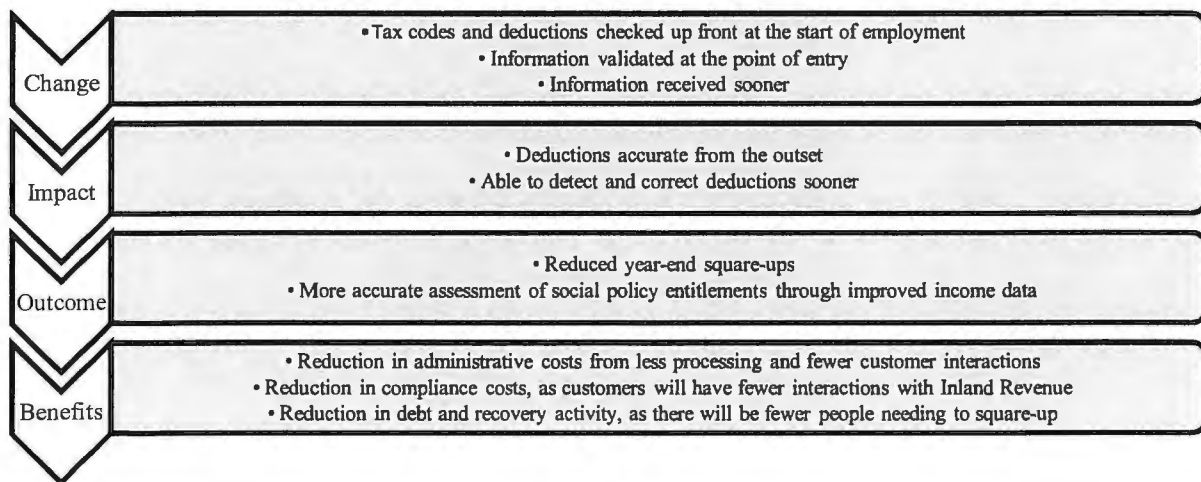 Change
• Tax codes and deductions checked up front at the start of employment
• Information validated at the point of entry
• Information received sooner
Impact
• Deductions accurate from the outset
• Able to detect and correct deductions sooner
Outcome
• Reduced year-end square-ups
• More accurate assessment of social policy entitlements through improved income data
Benefits
• Reduction in administrative costs from less processing and fewer customer interactions
• Reduction in compliance costs, as customers will have fewer interactions with Inland Revenue
• Reduction in debt and recovery activity, as there will be fewer people needing to square-up